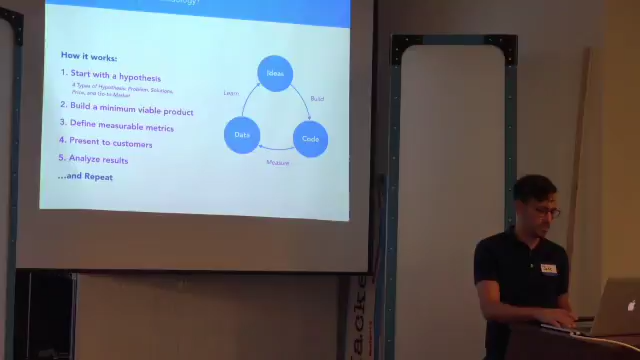 How it works:
1. Start with a hypothesis
4 Types of Hypothesis: Problem, Solutions,
Price, and Go-to-Market
2. Build a minimum viable product
3. Define measurable metrics
4. Present to customers
5. Analyze results
...and Repeat
Ideas
Learn
Build
Data
Code
Measure